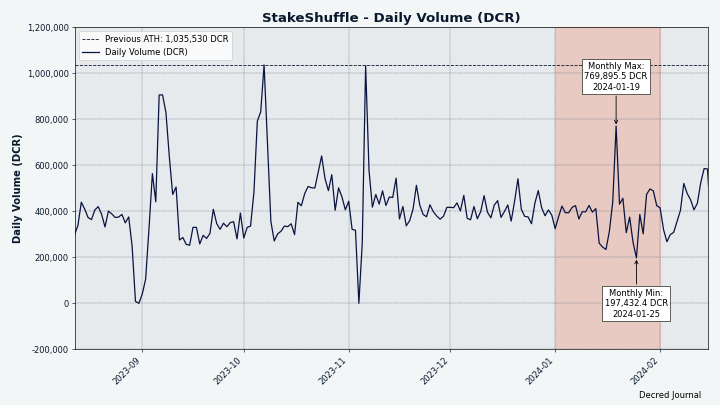 StakeShuffle - Daily Volume (DCR)
Previous ATH: 1,035,530 DCR
Daily Volume (DCR)
Monthly Max:
769,895.5 DCR
2024-01-19
Monthly Min:
197,432.4 DCR
2024-01-25
Daily Volume (DCR)
1,200,000
1,000,000
800,000
600,000
400,000
200,000
0
-200,000
2023-09
2023-10
2023-11
2023-12
2024-01
2024-02
Decred Journal